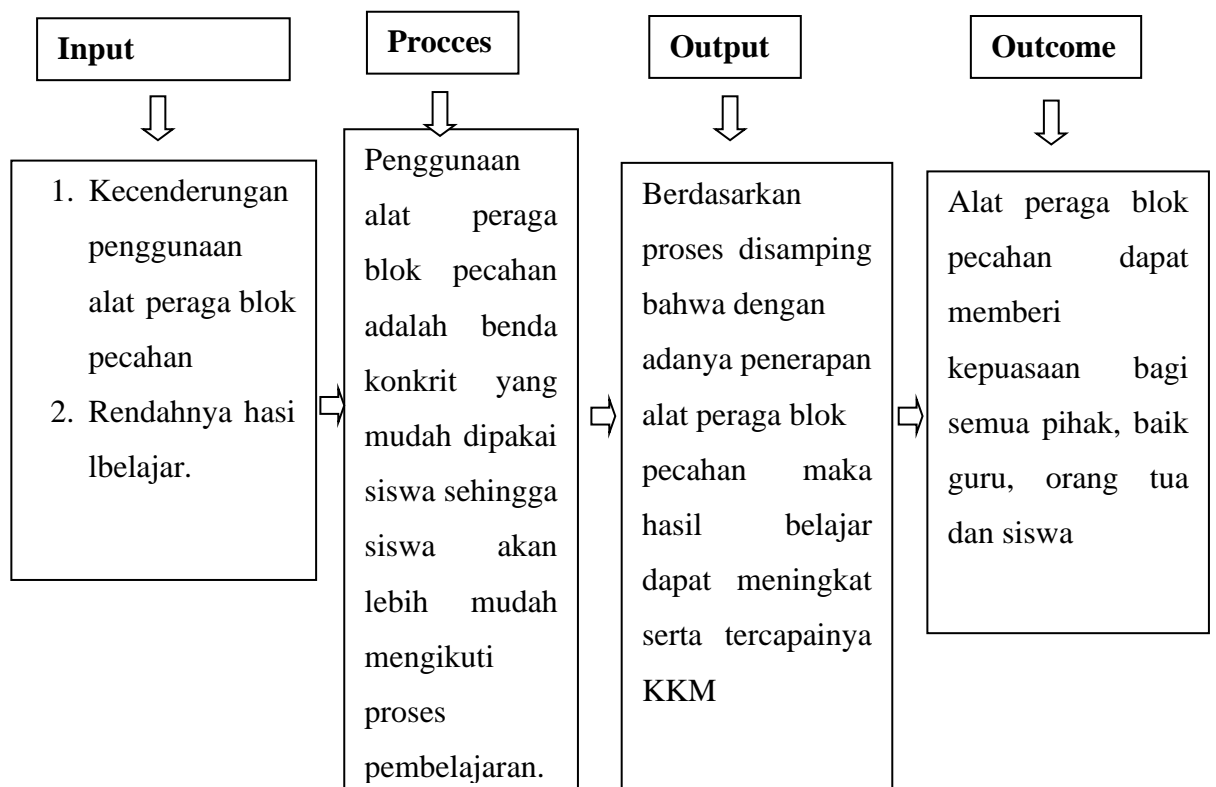 Input
Procces
Output
Outcome
1. Kecenderungan
penggunaan
alat peraga blok
pecahan
2. Rendahnya hasi
lbelajar.
Penggunaan
alat peraga
blok pecahan
adalah benda
konkrit yang
mudah dipakai
siswa sehingga
siswa akan
lebih mudah
mengikuti
proses
pembelajaran.
Berdasarkan
proses disamping
bahwa dengan
adanya penerapan
alat peraga blok
pecahan maka
hasil belajar
dapat meningkat
serta tercapainya
KKM
Alat peraga blok
pecahan dapat
memberi
kepuasaan bagi
semua pihak, baik
guru, orang tua
dan siswa